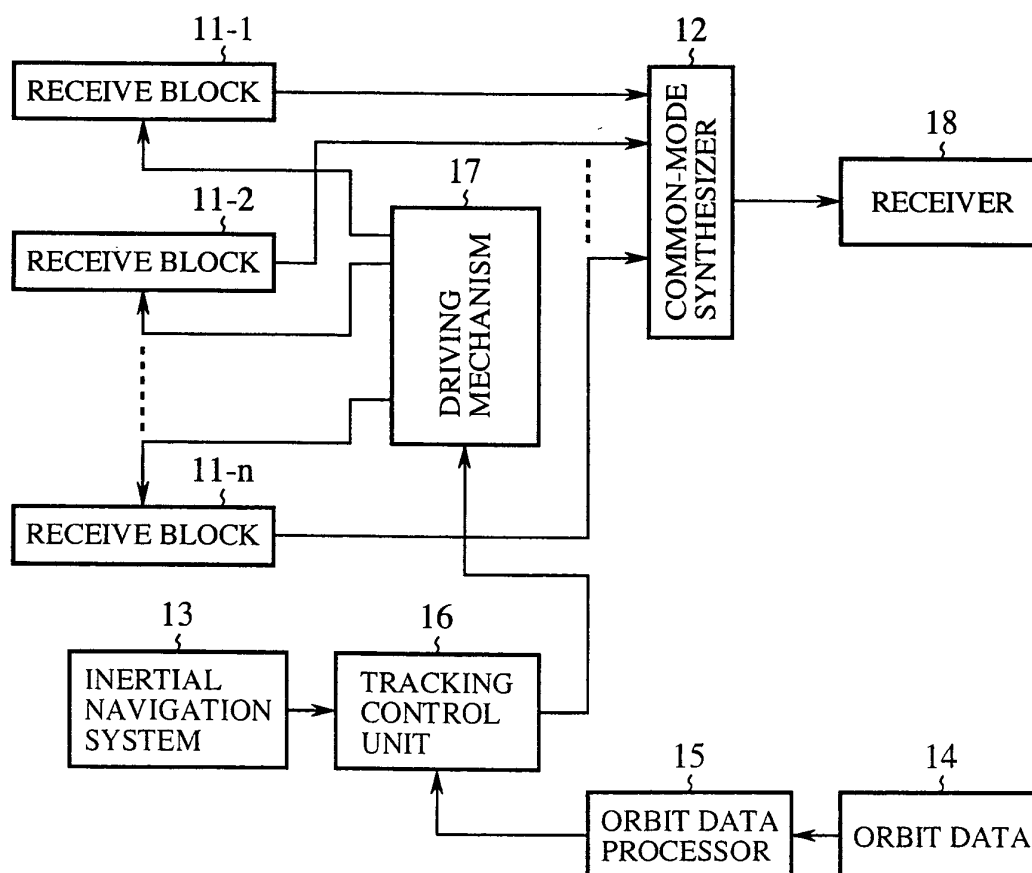 11-1
RECEIVE BLOCK
12
COMMON-MODE
SYNTHESIZER
18
RECEIVER
11-2
RECEIVE BLOCK
17
DRIVING
MECHANISM
11-n
RECEIVE BLOCK
13
INERTIAL
NAVIGATION
SYSTEM
16
TRACKING
CONTROL
UNIT
15
ORBIT DATA
PROCESSOR
14
ORBIT DATA